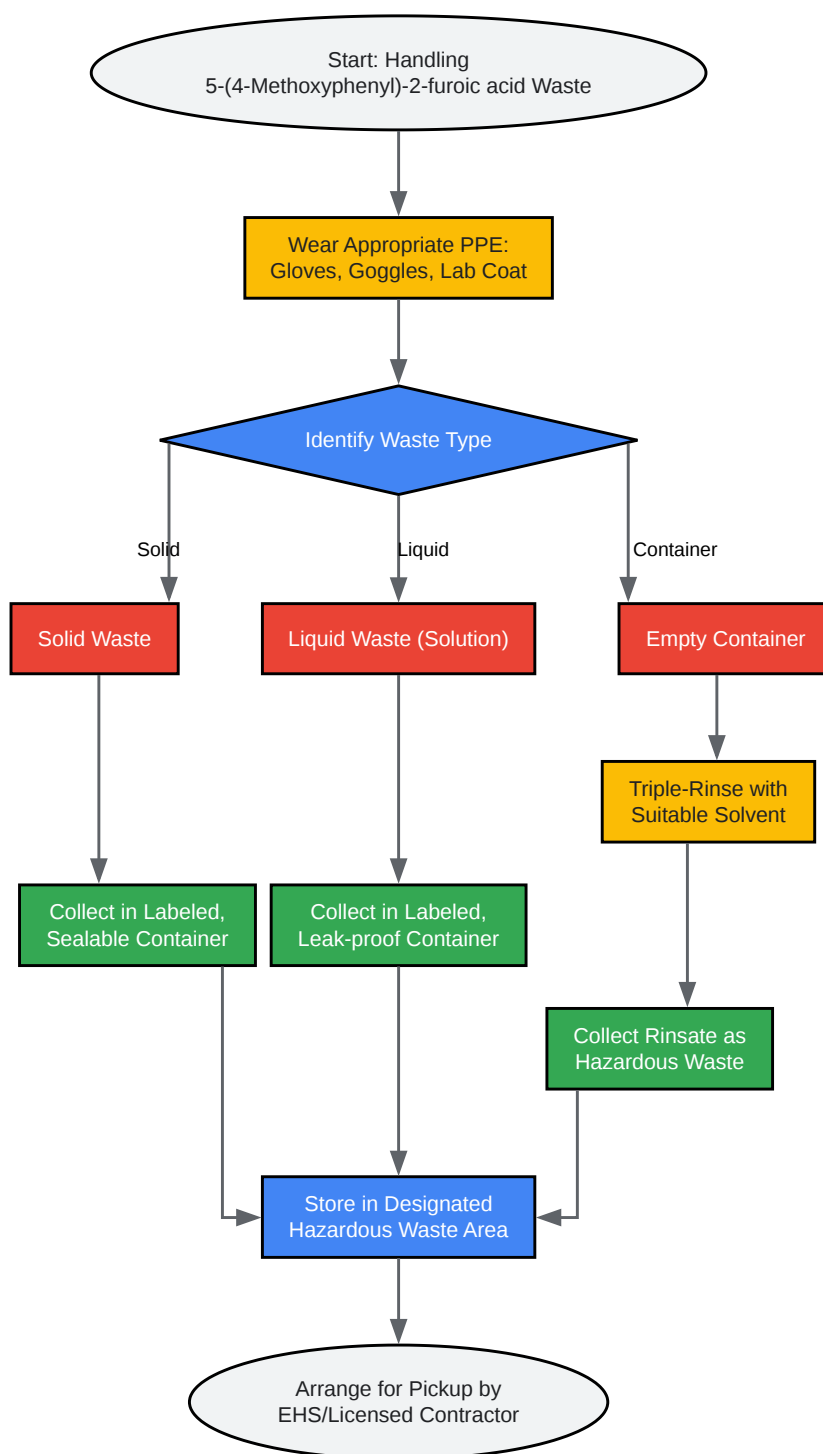 Start: Handling
5-(4-Methoxyphenyl)-2-furoic acid Waste
Wear Appropriate PPE:
Gloves, Goggles, Lab Coat
Identify Waste Type
Solid
Liquid
Container
Solid Waste
Liquid Waste (Solution)
Empty Container
Triple-Rinse with
Suitable Solvent
Collect in Labeled,
Sealable Container
Collect in Labeled,
Leak-proof Container
Collect Rinsate as
Hazardous Waste
Store in Designated
Hazardous Waste Area
Arrange for Pickup by
EHS/Licensed Contractor